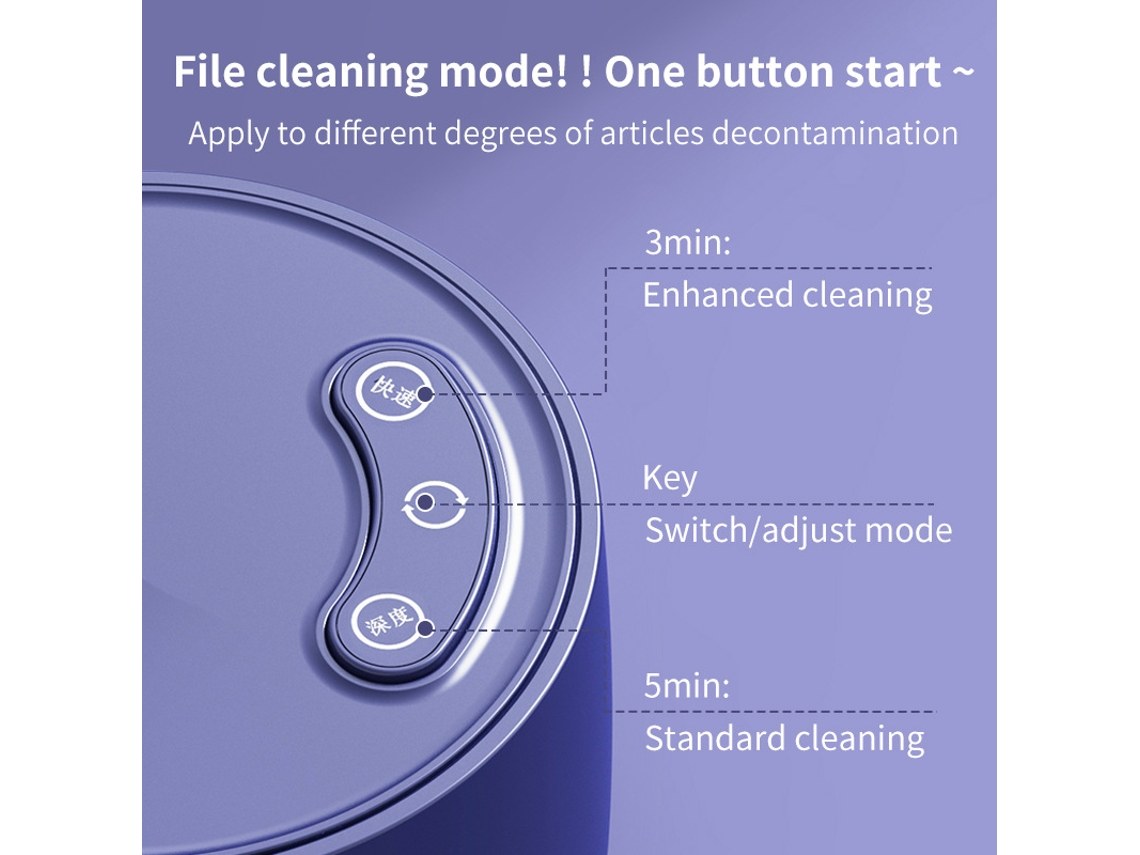 File cleaning mode! ! One button start ~
Apply to different degrees of articles decontamination
3min:
Enhanced cleaning
快速
Key
Switch/adjust mode
深度
5min:
Standard cleaning